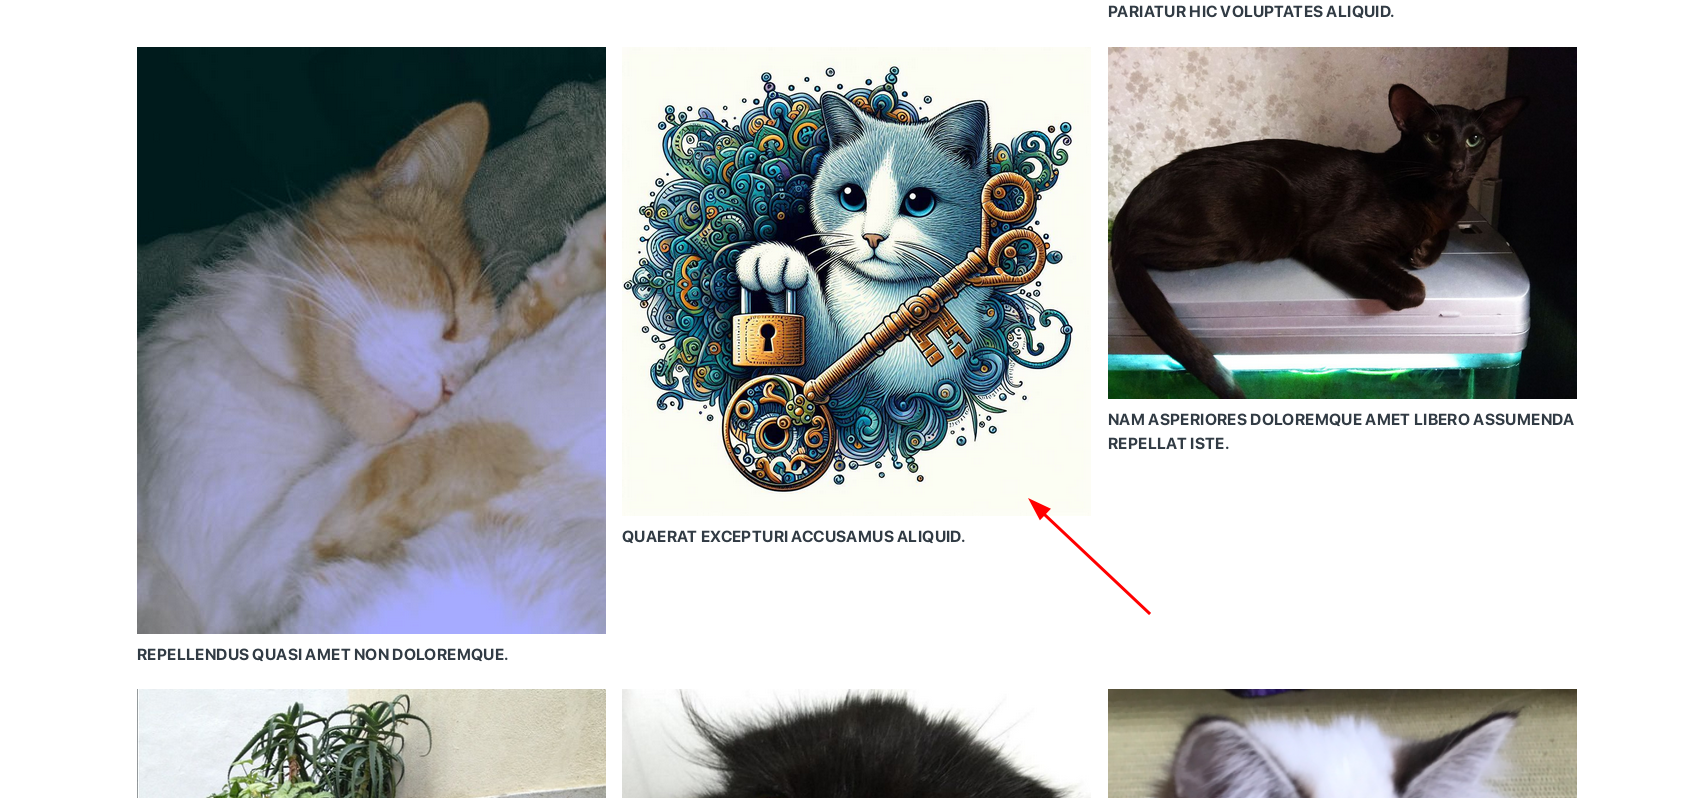 PARIATUR HIC VOLUPTATES ALIQUID.
NAM ASPERIORES DOLOREMQUE AMET LIBERO ASSUMENDA
REPELLAT ISTE.
QUAERAT EXCEPTURI ACCUSAMUS ALIQUID.
REPELLENDUS QUASI AMET NON DOLOREMQUE.